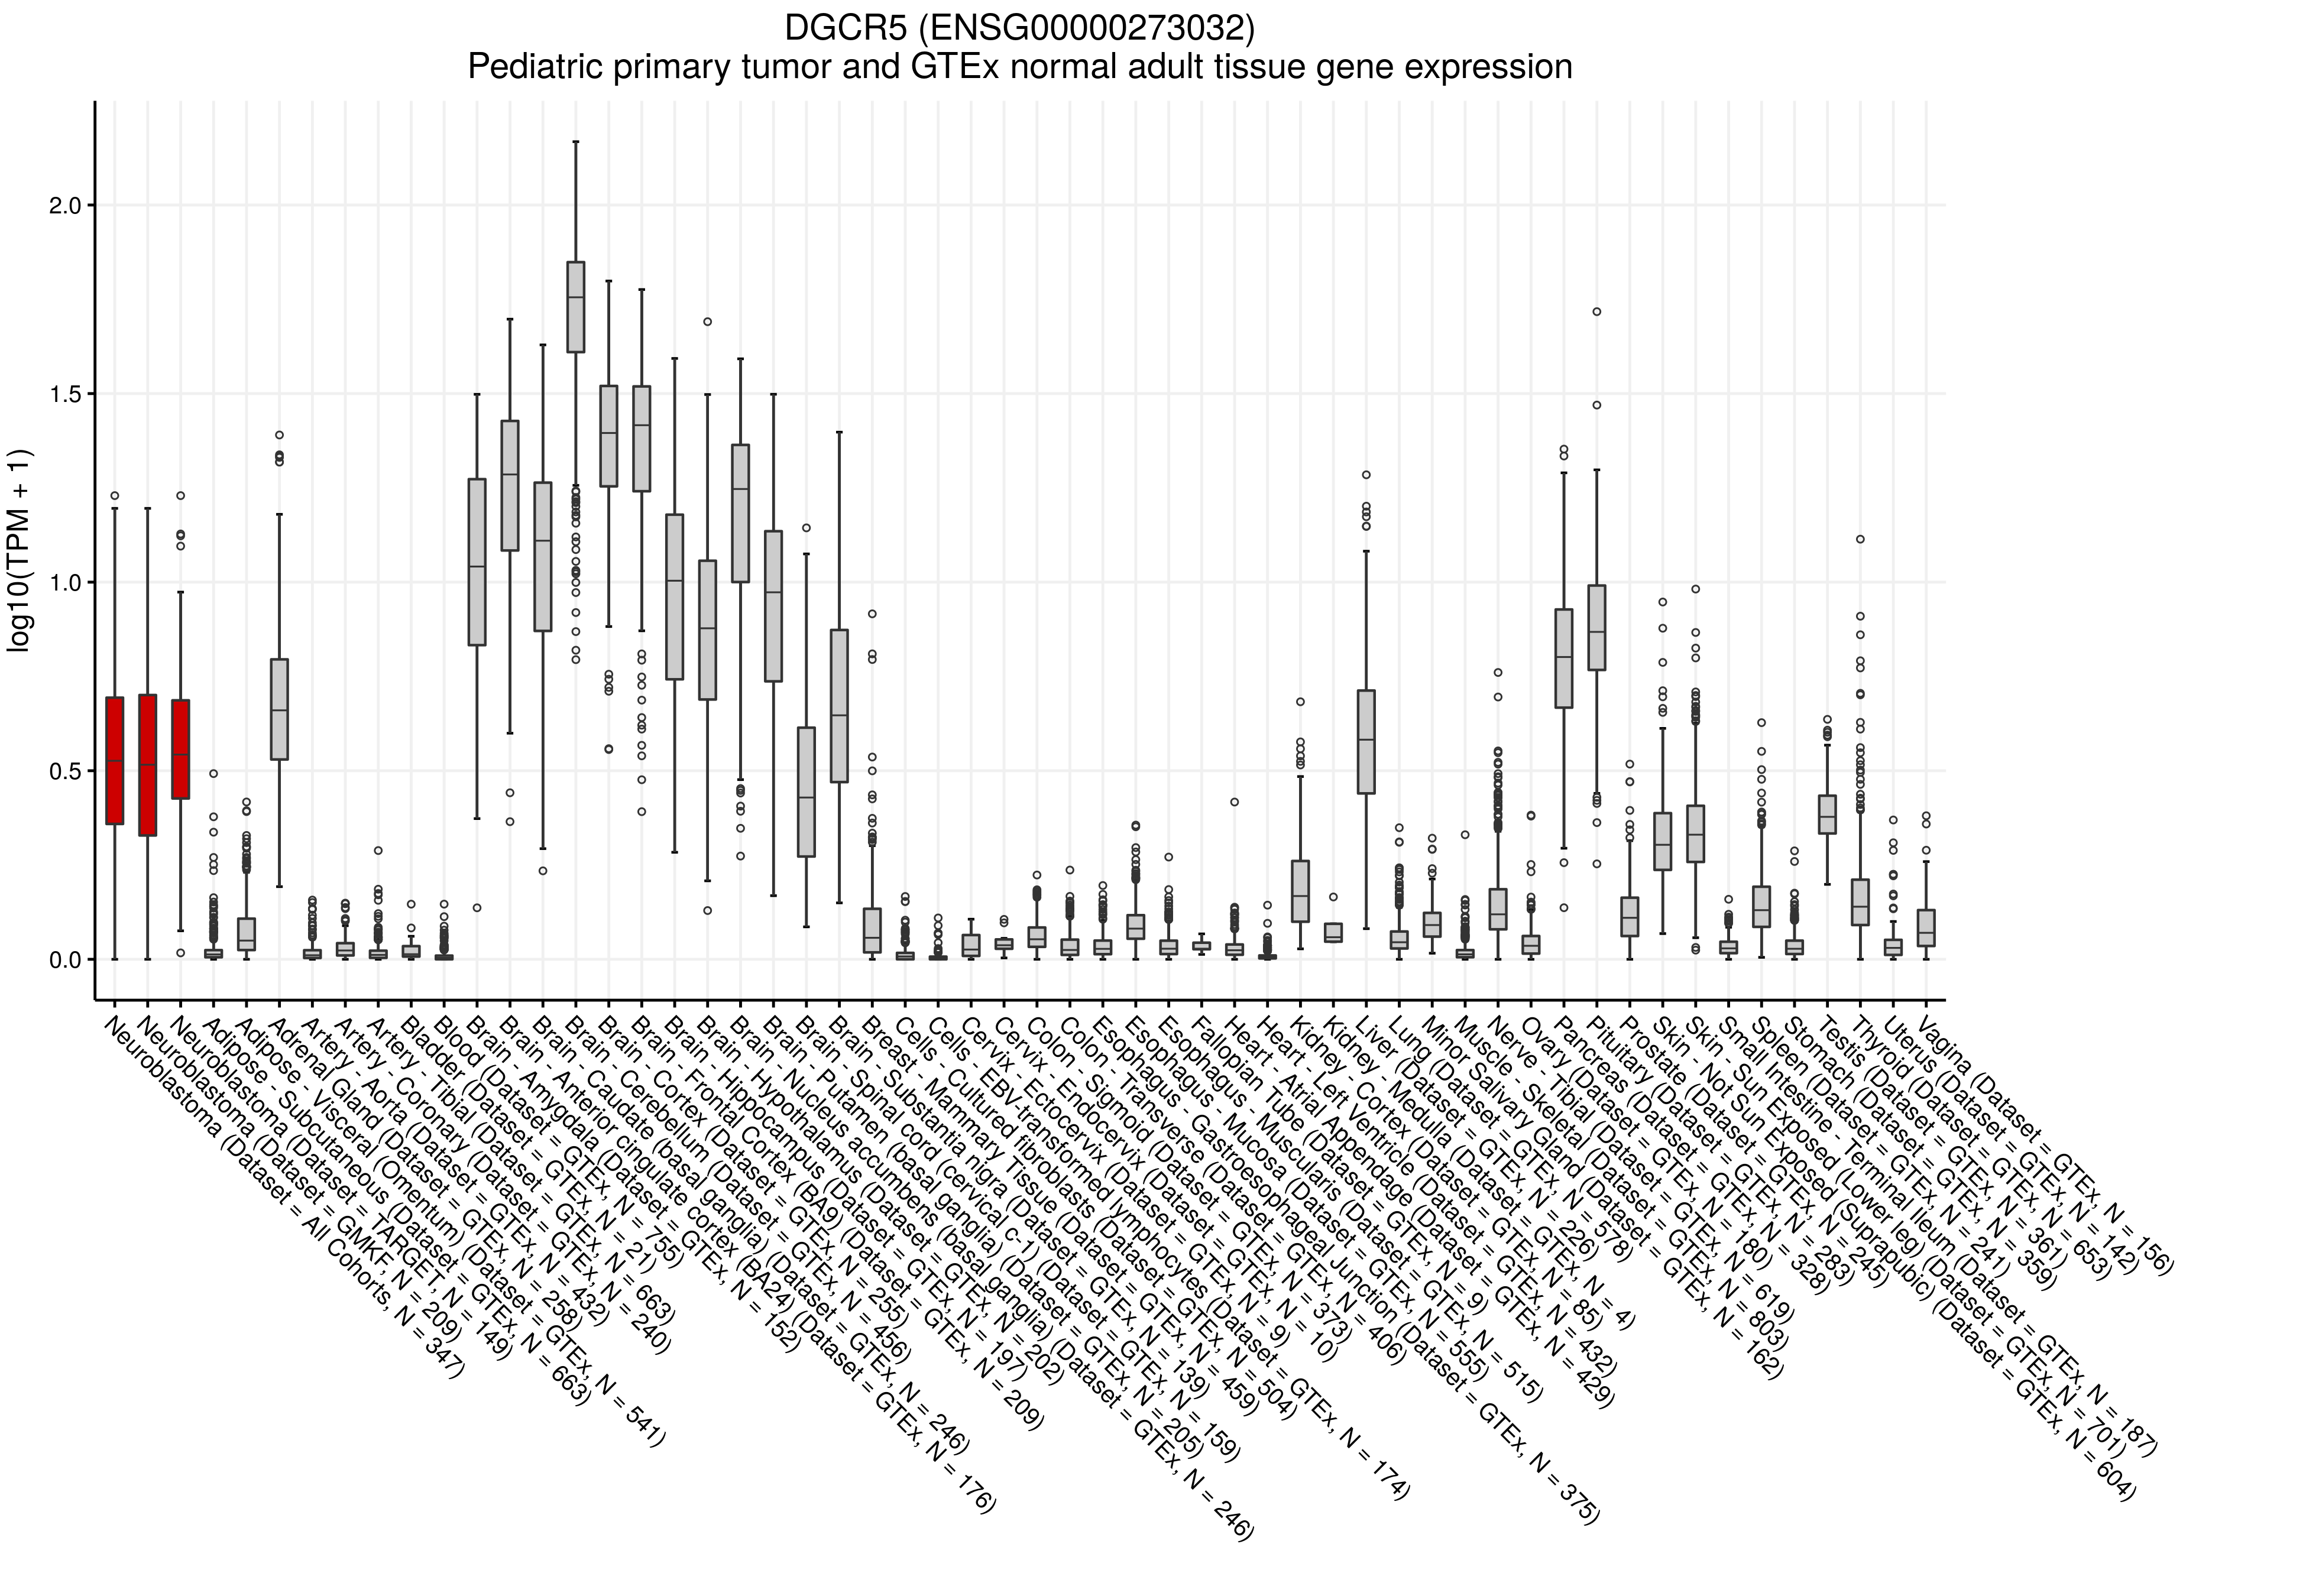 DGCR5 (ENSG00000273032)
Pediatric primary tumor and GTEx normal adult tissue gene expression
log10(TPM + 1)
2.0
1.5
1.0
0.5
0.0
Neuroblastoma (Dataset = All Cohorts, N = 347)
Neuroblastoma (Dataset = GMKF, N = 209)
Neuroblastoma (Dataset = TARGET, N = 149)
Adipose - Subcutaneous (Dataset = GTEx, N = 663)
Adipose - Visceral (Omentum) (Dataset = GTEx, N = 541)
Adrenal Gland (Dataset = GTEx, N = 258)
Artery - Aorta (Dataset = GTEx, N = 432)
Artery - Coronary (Dataset = GTEx, N = 240)
Artery - Tibial (Dataset = GTEx, N = 663)
Bladder (Dataset = GTEx, N = 21)
Blood (Dataset = GTEx, N = 755)
Brain - Amygdala (Dataset = GTEx, N = 152)
Brain - Anterior cingulate cortex (BA24) (Dataset = GTEx, N = 176)
Brain - Caudate (basal ganglia) (Dataset = GTEx, N = 246)
Brain - Cerebellum (Dataset = GTEx, N = 456)
Brain - Cortex (Dataset = GTEx, N = 255)
Brain - Frontal Cortex (BA9) (Dataset = GTEx, N = 209)
Brain - Hippocampus (Dataset = GTEx, N = 197)
Brain - Hypothalamus (Dataset = GTEx, N = 202)
Brain - Nucleus accumbens (basal ganglia) (Dataset = GTEx, N = 246)
Brain - Putamen (basal ganglia) (Dataset = GTEx, N = 205)
Brain - Spinal cord (cervical c-1) (Dataset = GTEx, N = 159)
Brain - Substantia nigra (Dataset = GTEx, N = 139)
Breast - Mammary Tissue (Dataset = GTEx, N = 459)
Cells - Cultured fibroblasts (Dataset = GTEx, N = 504)
Cells - EBV-transformed lymphocytes (Dataset = GTEx, N = 174)
Cervix - Ectocervix (Dataset = GTEx, N = 9)
Cervix - Endocervix (Dataset = GTEx, N = 10)
Colon - Sigmoid (Dataset = GTEx, N = 373)
Colon - Transverse (Dataset = GTEx, N = 406)
Esophagus - Gastroesophageal Junction (Dataset = GTEx, N = 375)
Esophagus - Mucosa (Dataset = GTEx, N = 555)
Esophagus - Muscularis (Dataset = GTEx, N = 515)
Fallopian Tube (Dataset = GTEx, N = 9)
Heart - Atrial Appendage (Dataset = GTEx, N = 429)
Heart - Left Ventricle (Dataset = GTEx, N = 432)
Kidney - Cortex (Dataset = GTEx, N = 85)
Kidney - Medulla (Dataset = GTEx, N = 4)
Liver (Dataset = GTEx, N = 226)
Lung (Dataset = GTEx, N = 578)
Minor Salivary Gland (Dataset = GTEx, N = 162)
Muscle - Skeletal (Dataset = GTEx, N = 803)
Nerve - Tibial (Dataset = GTEx, N = 619)
Ovary (Dataset = GTEx, N = 180)
Pancreas (Dataset = GTEx, N = 328)
Pituitary (Dataset = GTEx, N = 283)
Prostate (Dataset = GTEx, N = 245)
Skin - Not Sun Exposed (Suprapubic) (Dataset = GTEx, N = 604)
Skin - Sun Exposed (Lower leg) (Dataset = GTEx, N = 701)
Small Intestine - Terminal Ileum (Dataset = GTEx, N = 187)
Spleen (Dataset = GTEx, N = 241)
Stomach (Dataset = GTEx, N = 359)
Testis (Dataset = GTEx, N = 361)
Thyroid (Dataset = GTEx, N = 653)
Uterus (Dataset = GTEx, N = 142)
Vagina (Dataset = GTEx, N = 156)